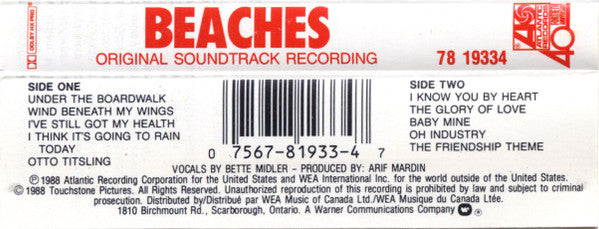 DOLBY HX PRO
BEACHES
ORIGINAL SOUNDTRACK RECORDING
78 19334
ATLANTIC
RECORDS
40
SIDE ONE
UNDER THE BOARDWALK
WIND BENEATH MY WINGS
I'VE STILL GOT MY HEALTH
I THINK IT'S GOING TO RAIN
TODAY
OTTO TITSLING
0 7567-81933-4 7
SIDE TWO
I KNOW YOU BY HEART
THE GLORY OF LOVE
BABY MINE
OH INDUSTRY
THE FRIENDSHIP THEME
VOCALS BY BETTE MIDLER - PRODUCED BY: ARIF MARDIN
℗ 1988 Atlantic Recording Corporation for the United States and WEA International Inc. for the world outside of the United States.
© 1988 Touchstone Pictures. All Rights Reserved. Unauthorized reproduction of this recording is prohibited by law and subject to criminal
prosecution. Distributed by/Distribué par WEA Music of Canada Ltd./WEA Musique du Canada Ltée.
1810 Birchmount Rd., Scarborough, Ontario. A Warner Communications Company ®.